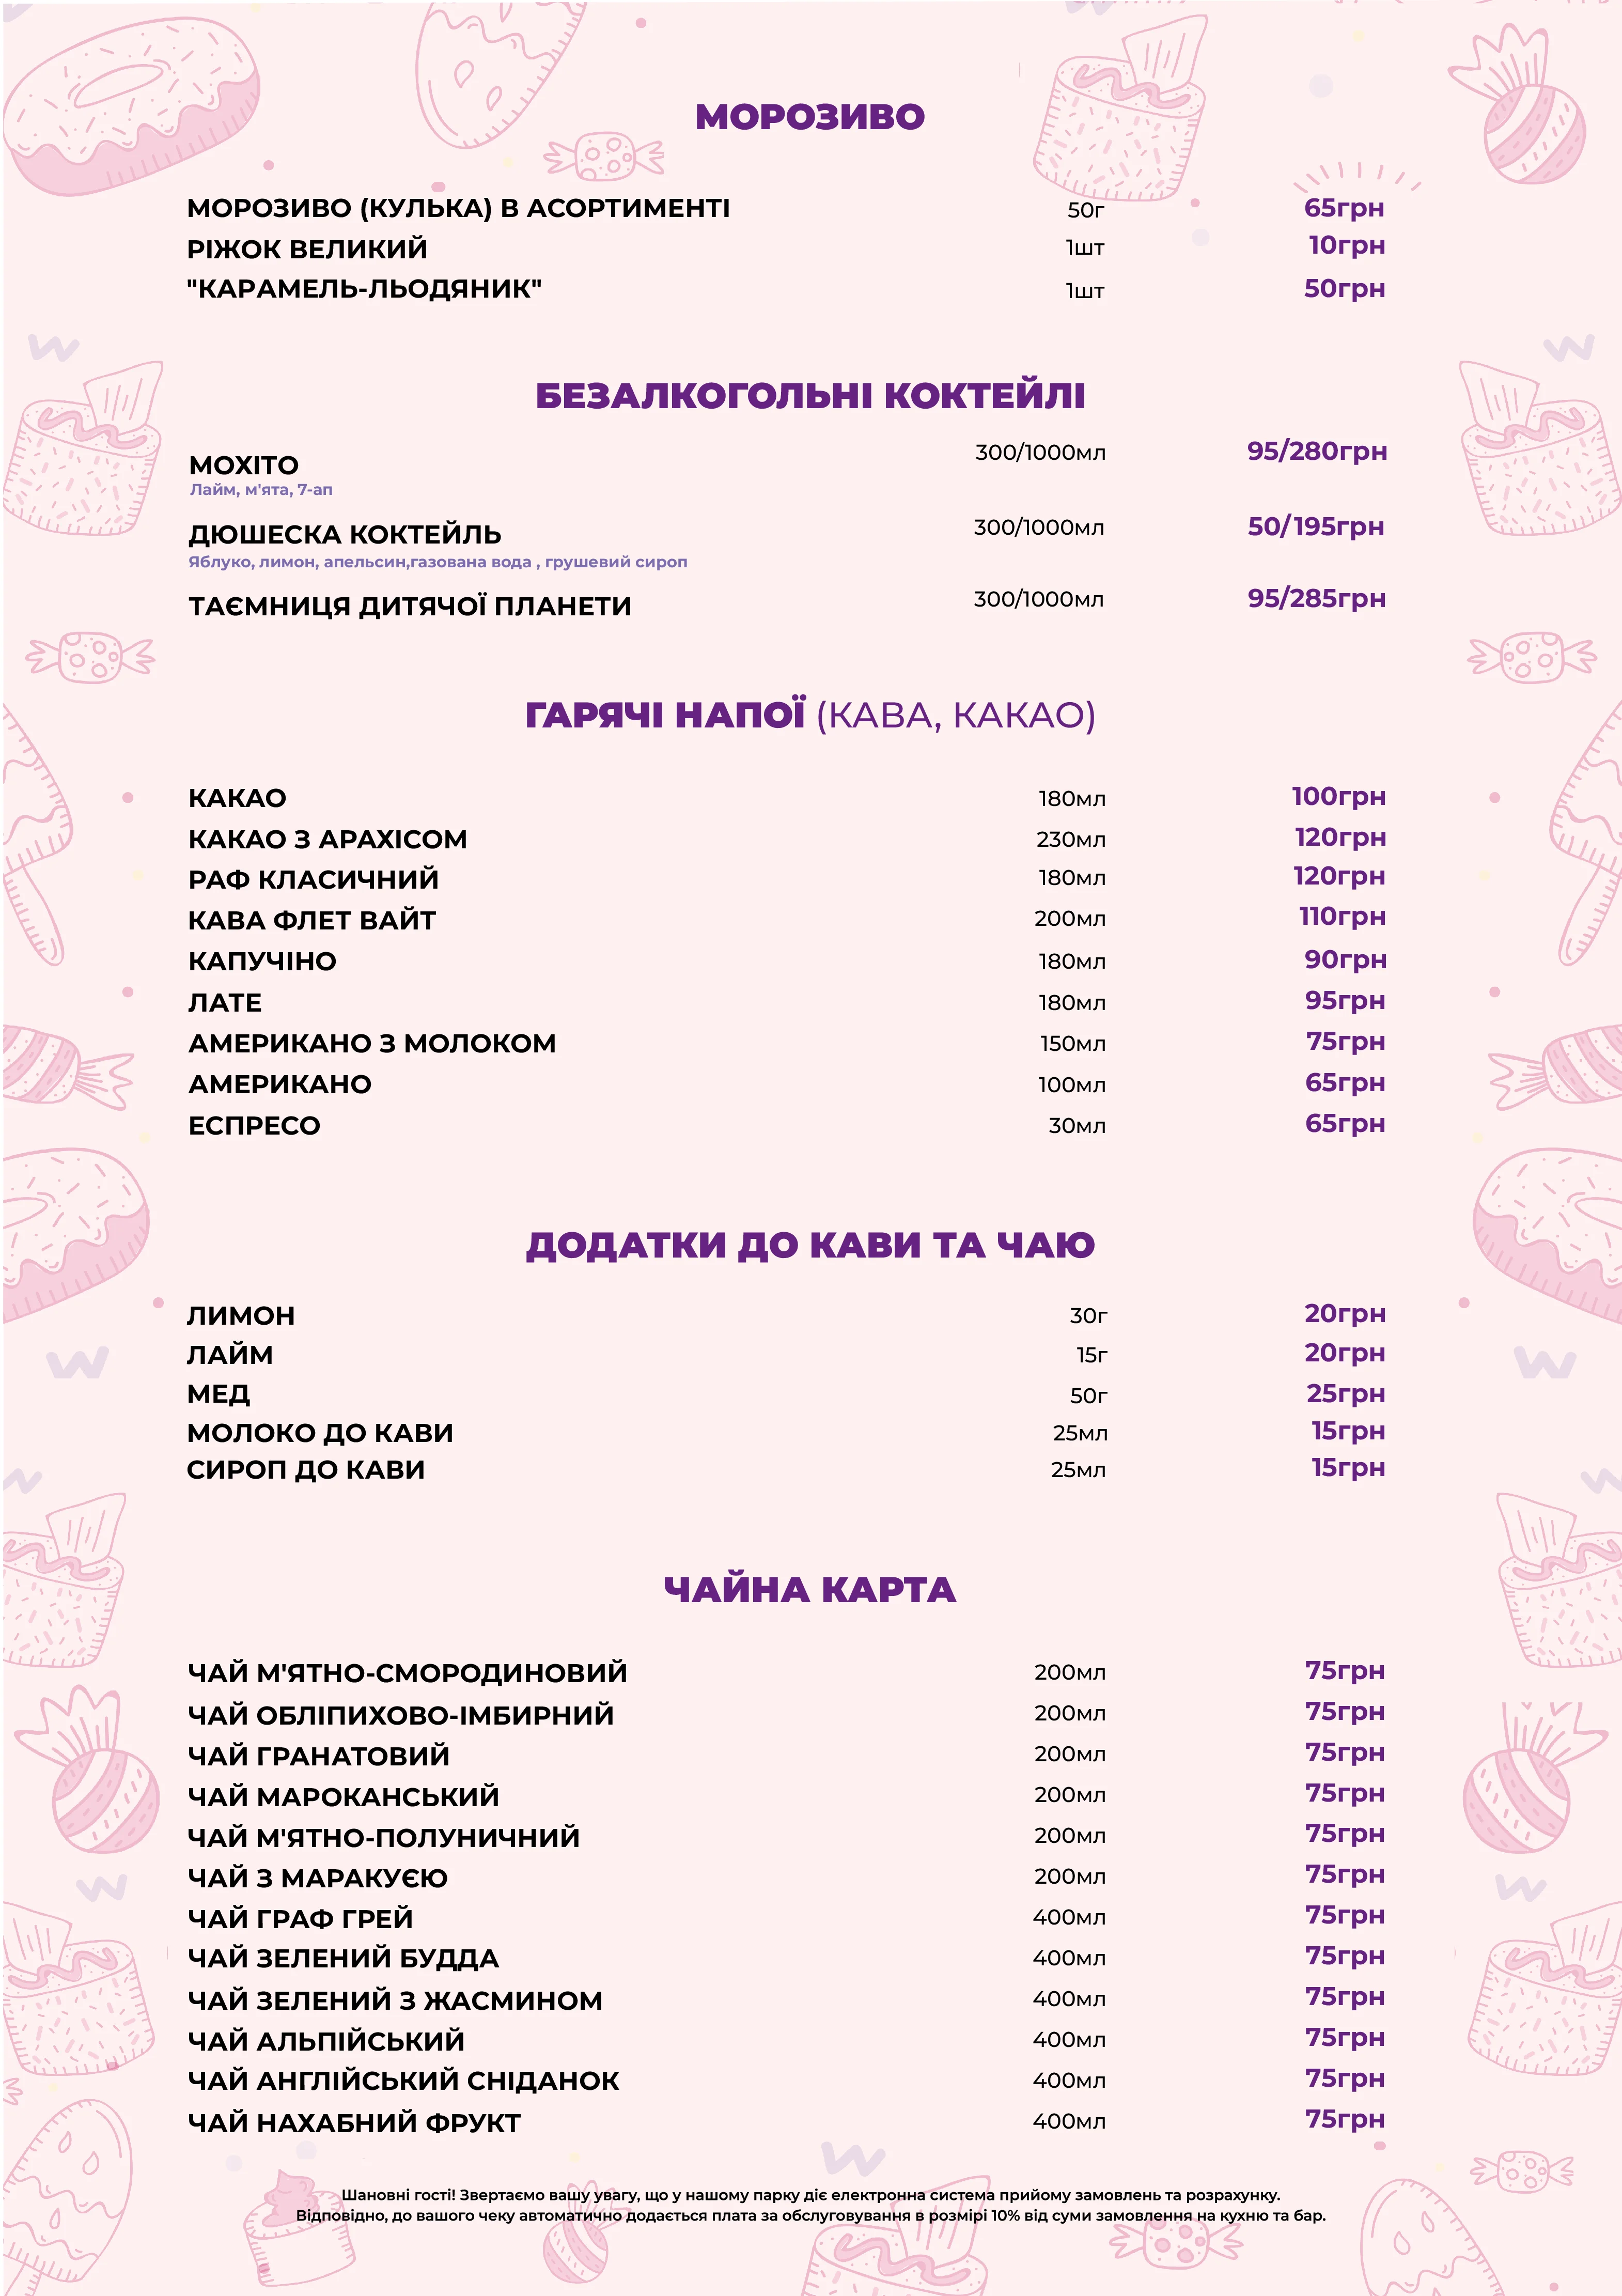 МОРОЗИВО
МОРОЗИВО (КУЛЬКА) В АСОРТИМЕНТІ 50г 65грн
РІЖОК ВЕЛИКИЙ 1шт 10грн
"КАРАМЕЛЬ-ЛЬОДЯНИК" 1шт 50грн
БЕЗАЛКОГОЛЬНІ КОКТЕЙЛІ
МОХІТО 300/1000мл 95/280грн
Лайм, м'ята, 7-ап
ДЮШЕСКА КОКТЕЙЛЬ 300/1000мл 50/195грн
Яблуко, лимон, апельсин,газована вода , грушевий сироп
ТАЄМНИЦЯ ДИТЯЧОЇ ПЛАНЕТИ 300/1000мл 95/285грн
ГАРЯЧІ НАПОЇ (КАВА, КАКАО)
КАКАО 180мл 100грн
КАКАО З АРАХІСОМ 230мл 120грн
РАФ КЛАСИЧНИЙ 180мл 120грн
КАВА ФЛЕТ ВАЙТ 200мл 110грн
КАПУЧІНО 180мл 90грн
ЛАТЕ 180мл 95грн
АМЕРИКАНО З МОЛОКОМ 150мл 75грн
АМЕРИКАНО 100мл 65грн
ЕСПРЕСО 30мл 65грн
ДОДАТКИ ДО КАВИ ТА ЧАЮ
ЛИМОН 30г 20грн
ЛАЙМ 15г 20грн
МЕД 50г 25грн
МОЛОКО ДО КАВИ 25мл 15грн
СИРОП ДО КАВИ 25мл 15грн
ЧАЙНА КАРТА
ЧАЙ М'ЯТНО-СМОРОДИНОВИЙ 200мл 75грн
ЧАЙ ОБЛІПИХОВО-ІМБИРНИЙ 200мл 75грн
ЧАЙ ГРАНАТОВИЙ 200мл 75грн
ЧАЙ МАРОКАНСЬКИЙ 200мл 75грн
ЧАЙ М'ЯТНО-ПОЛУНИЧНИЙ 200мл 75грн
ЧАЙ З МАРАКУЄЮ 200мл 75грн
ЧАЙ ГРАФ ГРЕЙ 400мл 75грн
ЧАЙ ЗЕЛЕНИЙ БУДДА 400мл 75грн
ЧАЙ ЗЕЛЕНИЙ З ЖАСМИНОМ 400мл 75грн
ЧАЙ АЛЬПІЙСЬКИЙ 400мл 75грн
ЧАЙ АНГЛІЙСЬКИЙ СНІДАНОК 400мл 75грн
ЧАЙ НАХАБНИЙ ФРУКТ 400мл 75грн
Шановні гості! Звертаємо вашу увагу, що у нашому парку діє електронна система прийому замовлень та розрахунку.
Відповідно, до вашого чеку автоматично додається плата за обслуговування в розмірі 10% від суми замовлення на кухню та бар.